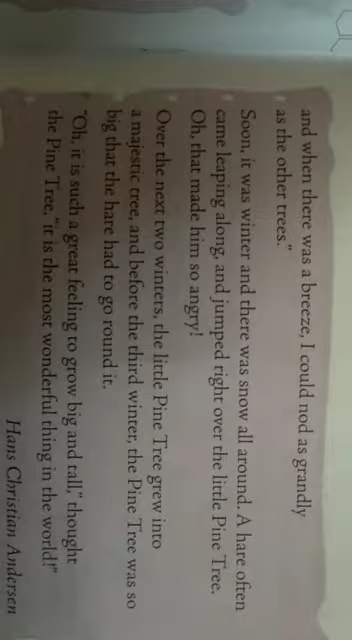 and when there was a breeze, I could nod as grandly
as the other trees."
Soon, it was winter and there was snow all around. A hare often
came leaping along, and jumped right over the little Pine Tree.
Oh, that made him so angry!
Over the next two winters, the little Pine Tree grew into
a majestic tree, and before the third winter, the Pine Tree was so
big that the hare had to go round it.
"Oh, it is such a great feeling to grow big and tall," thought
the Pine Tree, "it is the most wonderful thing in the world!"
Hans Christian Andersen